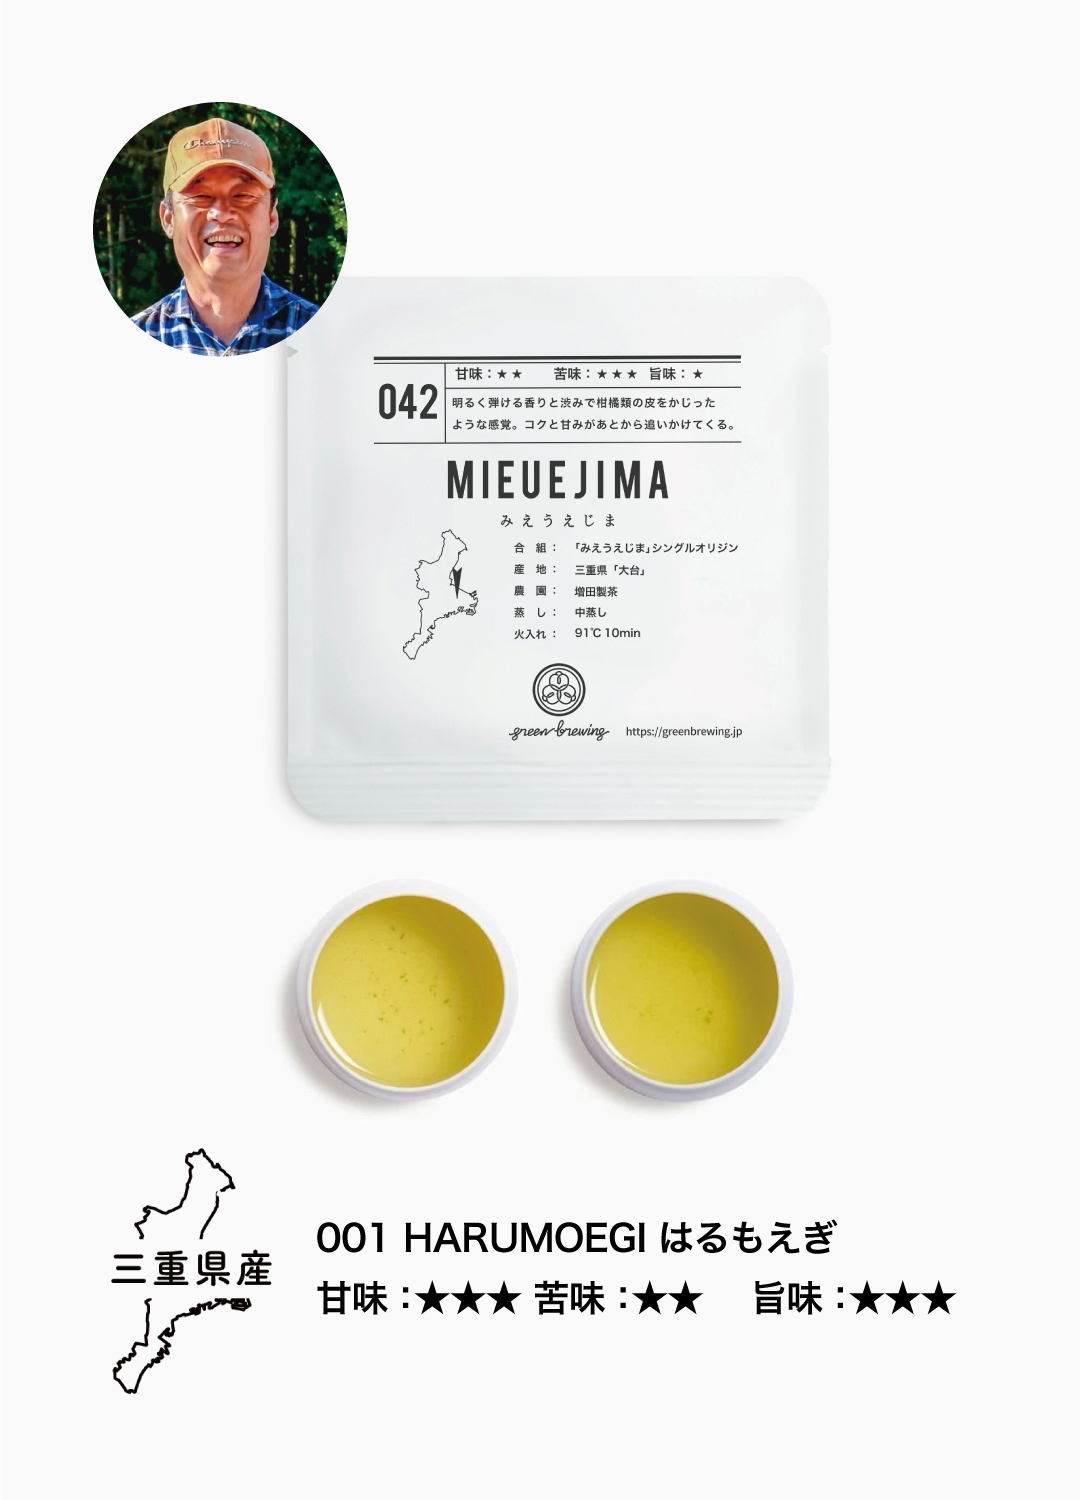 Champion
042
甘味：★★ 苦味：★★★ 旨味：★
明るく弾ける香りと渋みで柑橘類の皮をかじった
ような感覚。コクと甘みがあとから追いかけてくる。
MIEUEJIMA
みえうえじま
合 組： 「みえうえじま」シングルオリジン
産 地： 三重県「大台」
農 園： 増田製茶
蒸 し： 中蒸し
火入れ： 91℃ 10min
green brewing https://greenbrewing.jp
三重県産
001 HARUMOEGI はるもえぎ
甘味：★★★ 苦味：★★ 旨味：★★★